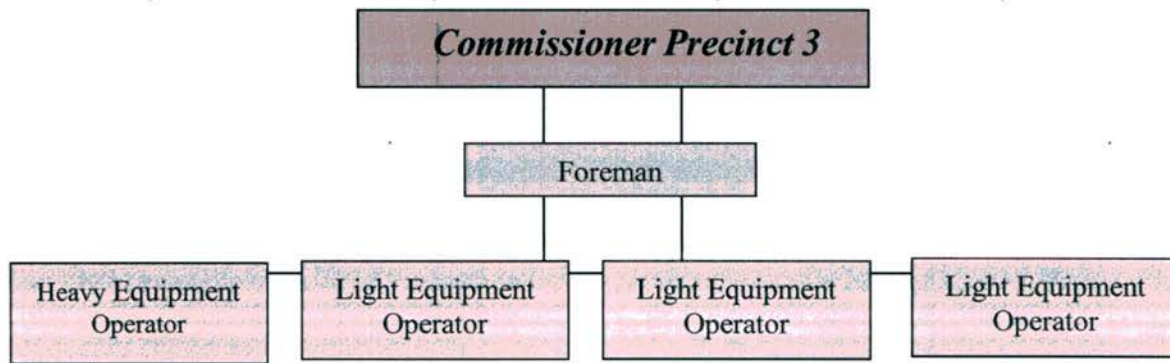 Commissioner Precinct 3
Foreman
Heavy Equipment
Operator
Light Equipment
Operator
Light Equipment
Operator
Light Equipment
Operator